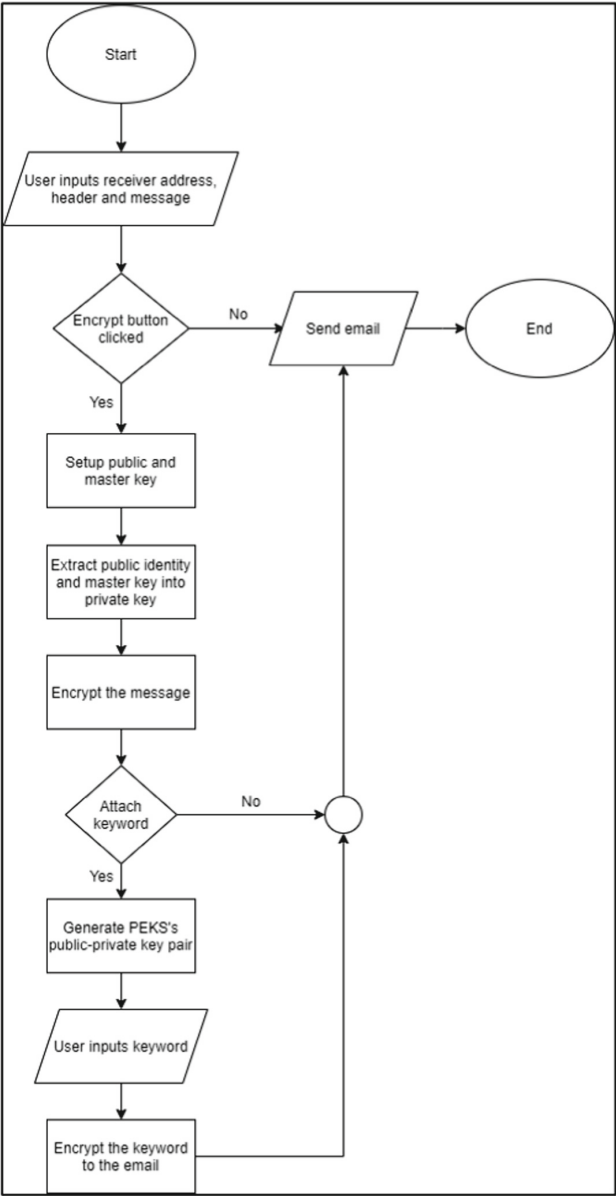 Start
User inputs receiver address,
header and message
Encrypt button
clicked
No
Send email
End
Yes
Setup public and
master key
Extract public identity
and master key into
private key
Encrypt the message
Attach
keyword
No
Yes
Generate PEKS's
public-private key pair
User inputs keyword
Encrypt the keyword
to the email